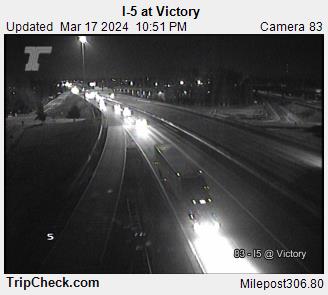 I-5 at Victory
Updated Mar 17 2024 10:51 PM Camera 83
T
S
83 - I5 @ Victory
TripCheck.com Milepost306.80